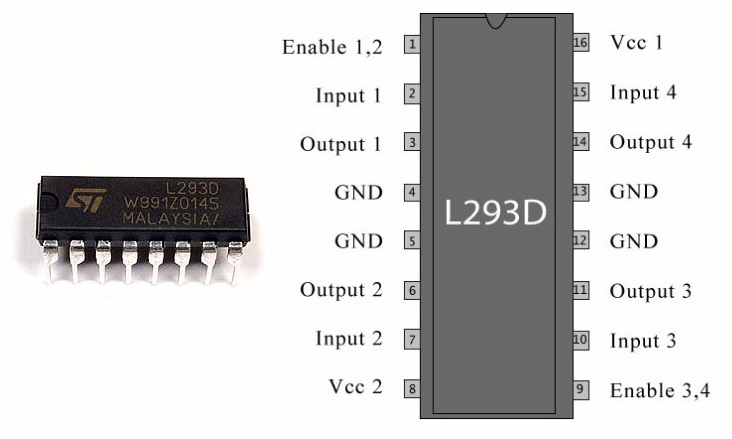 L293D
W991Z0145
MALAYSIA/
Enable 1,2
Input 1
Output 1
GND
GND
Output 2
Input 2
Vcc 2
1
2
3
4
5
6
7
8
L293D
16
15
14
13
12
11
10
9
Vcc 1
Input 4
Output 4
GND
GND
Output 3
Input 3
Enable 3,4